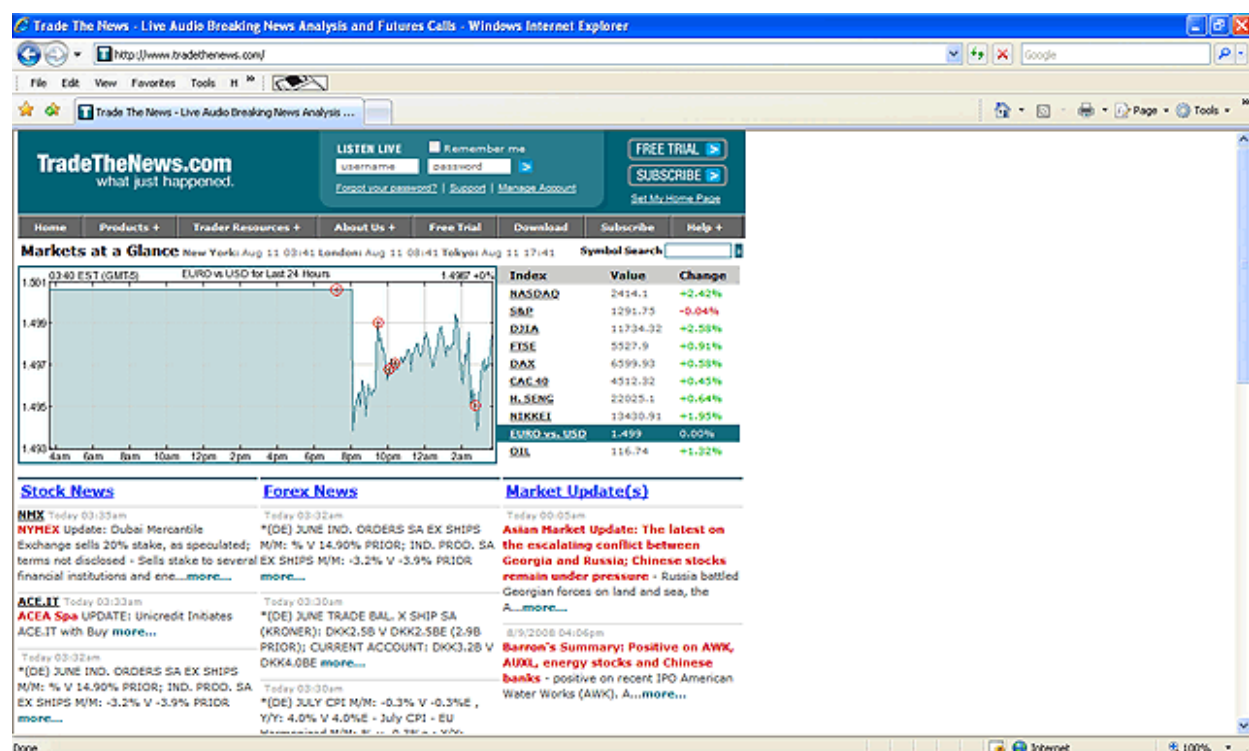 Trade The News - Live Audio Breaking News Analysis and Futures Calls - Windows Internet Explorer
http://www.tradethenews.com/
Google
File Edit View Favorites Tools H »
Trade The News - Live Audio Breaking News Analysis ...
Page Tools »
TradeTheNews.com
what just happened.
LISTEN LIVE Remember me
username password
Forgot your password? | Support | Manage Account
FREE TRIAL >
SUBSCRIBE >
Set My Home Page
Home Products + Trader Resources + About Us + Free Trial Download Subscribe Help +
Markets at a Glance New York: Aug 11 03:41 London: Aug 11 08:41 Tokyo: Aug 11 17:41 Symbol Search
03:40 EST (GMT-5) EURO vs USD for Last 24 Hours 1.4987 +0%
1.501
1.499
1.497
1.495
1.493
4am 6am 8am 10am 12pm 2pm 4pm 6pm 8pm 10pm 12am 2am
Index Value Change
NASDAQ 2414.1 +2.42%
S&P 1291.75 -0.04%
DJIA 11734.32 +2.58%
FTSE 5527.9 +0.91%
DAX 6599.93 +0.58%
CAC 40 4512.32 +0.45%
H. SENG 22025.1 +0.64%
NIKKEI 13430.91 +1.95%
EURO vs. USD 1.499 0.00%
OIL 116.74 +1.32%
Stock News
NMX Today 03:35am
NYMEX Update: Dubai Mercantile
Exchange sells 20% stake, as speculated;
terms not disclosed - Sells stake to several
financial institutions and ene...more...
ACE.IT Today 03:33am
ACEA Spa UPDATE: Unicredit Initiates
ACE.IT with Buy more...
Today 03:32am
*(DE) JUNE IND. ORDERS SA EX SHIPS
M/M: % V 14.90% PRIOR; IND. PROD. SA
EX SHIPS M/M: -3.2% V -3.9% PRIOR
more...
Forex News
Today 03:32am
*(DE) JUNE IND. ORDERS SA EX SHIPS
M/M: % V 14.90% PRIOR; IND. PROD. SA
EX SHIPS M/M: -3.2% V -3.9% PRIOR
more...
Today 03:30am
*(DE) JUNE TRADE BAL. X SHIP SA
(KRONER): DKK2.5B V DKK2.5BE (2.9B
PRIOR); CURRENT ACCOUNT: DKK3.2B V
DKK4.0BE more...
Today 03:30am
*(DE) JULY CPI M/M: -0.3% V -0.3%E ,
Y/Y: 4.0% V 4.0%E - July CPI - EU
Market Update(s)
Today 00:05am
Asian Market Update: The latest on
the escalating conflict between
Georgia and Russia; Chinese stocks
remain under pressure - Russia battled
Georgian forces on land and sea, the
A...more...
8/9/2008 04:06pm
Barron's Summary: Positive on AWK,
AUXL, energy stocks and Chinese
banks - positive on recent IPO American
Water Works (AWK). A...more...
Done Internet 100%